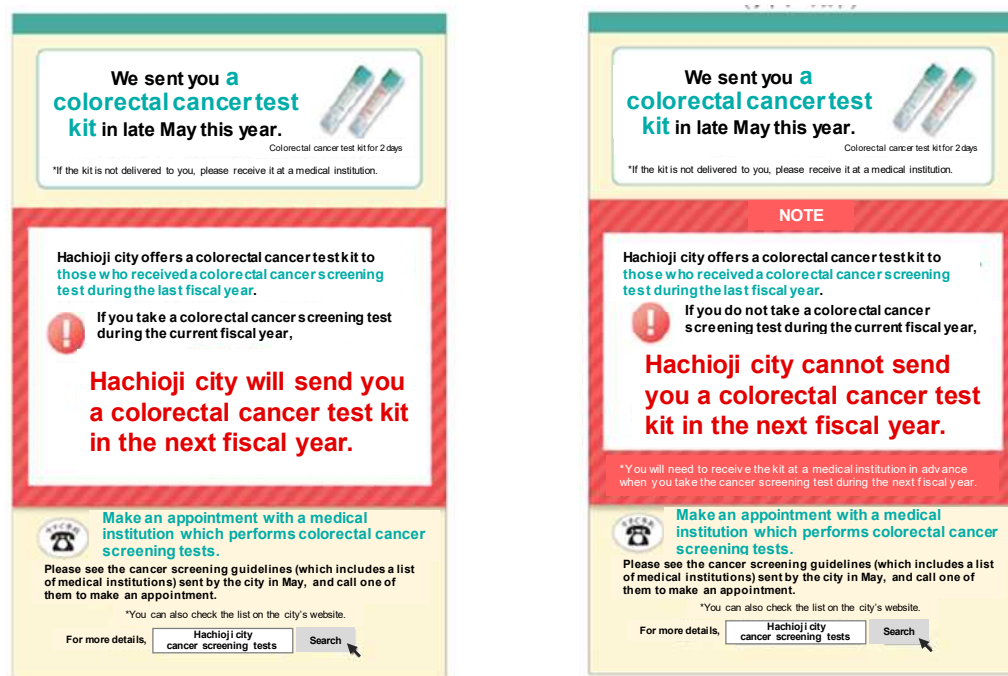 We sent you a
colorectal cancer test
kit in late May this year.
Colorectal cancer test kit for 2 days
*If the kit is not delivered to you, please receive it at a medical institution.
Hachioji city offers a colorectal cancer test kit to
those who received a colorectal cancer screening
test during the last fiscal year.
If you take a colorectal cancer screening test
during the current fiscal year,
Hachioji city will send you
a colorectal cancer test kit
in the next fiscal year.
Make an appointment with a medical
institution which performs colorectal cancer
screening tests.
Please see the cancer screening guidelines (which includes a list
of medical institutions) sent by the city in May, and call one of
them to make an appointment.
*You can also check the list on the city's website.
For more details,
Hachioji city
cancer screening tests
Search
We sent you a
colorectal cancer test
kit in late May this year.
Colorectal cancer test kit for 2 days
*If the kit is not delivered to you, please receive it at a medical institution.
NOTE
Hachioji city offers a colorectal cancer test kit to
those who received a colorectal cancer screening
test during the last fiscal year.
If you do not take a colorectal cancer
screening test during the current fiscal year,
Hachioji city cannot send
you a colorectal cancer test
kit in the next fiscal year.
*You will need to receive the kit at a medical institution in advance
when you take the cancer screening test during the next fiscal year.
Make an appointment with a medical
institution which performs colorectal cancer
screening tests.
Please see the cancer screening guidelines (which includes a list
of medical institutions) sent by the city in May, and call one of
them to make an appointment.
*You can also check the list on the city's website.
For more details,
Hachioji city
cancer screening tests
Search